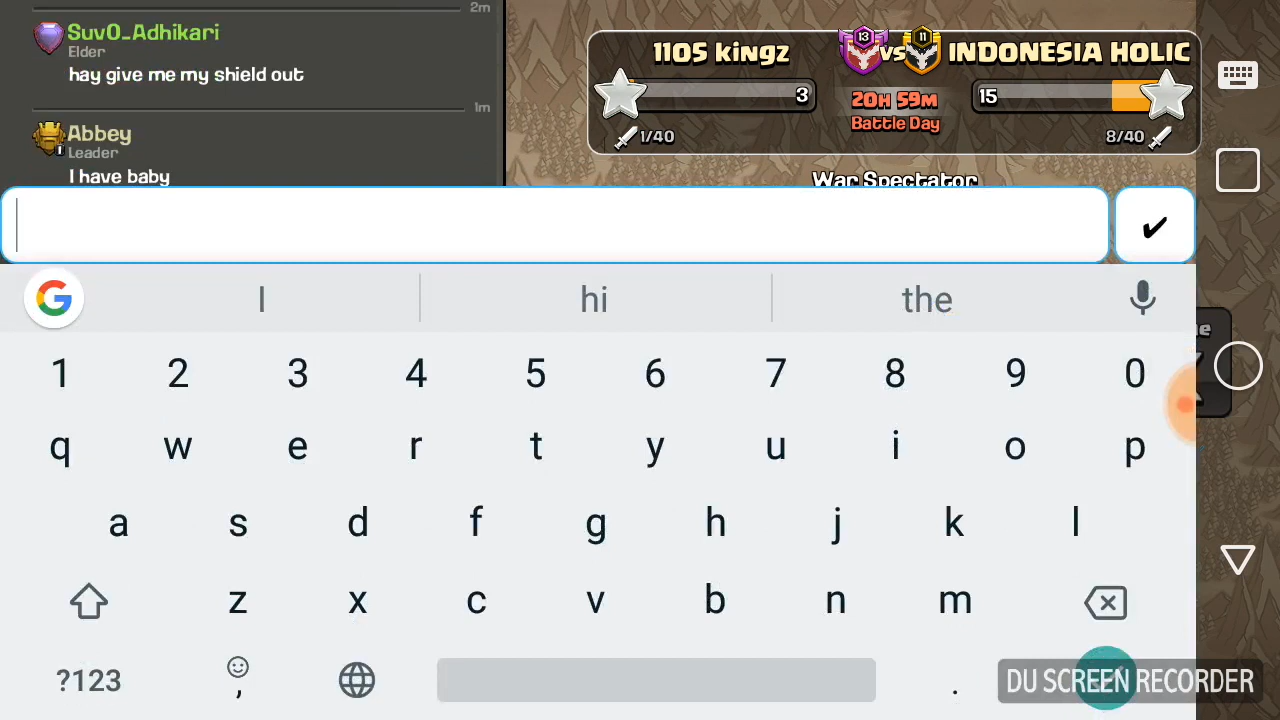 2m
SuvO_Adhikari
Elder
hay give me my shield out
1m
Abbey
Leader
I have baby
1105 kingz
13
vs
11
INDONESIA HOLIC
3
20H 59M
15
Battle Day
1/40
8/40
War Spectator
✔
G
I
hi
the
1 2 3 4 5 6 7 8 9 0
q w e r t y u i o p
a s d f g h j k l
z x c v b n m
?123
, .
DU SCREEN RECORDER